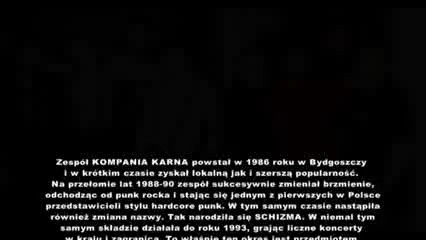 Zespół KOMPANIA KARNA powstał w 1986 roku w Bydgoszczy
i w krótkim czasie zyskał lokalną jak i szerszą popularność.
Na przełomie lat 1988-90 zespół sukcesywnie zmieniał brzmienie,
odchodząc od punk rocka i stając się jednym z pierwszych w Polsce
przedstawicieli stylu hardcore punk. W tym samym czasie nastąpiła
również zmiana nazwy. Tak narodziła się SCHIZMA. W niemal tym
samym składzie działała do roku 1993, grając liczne koncerty
w kraju i zagranicą. To właśnie ten okres jest przedmiotem